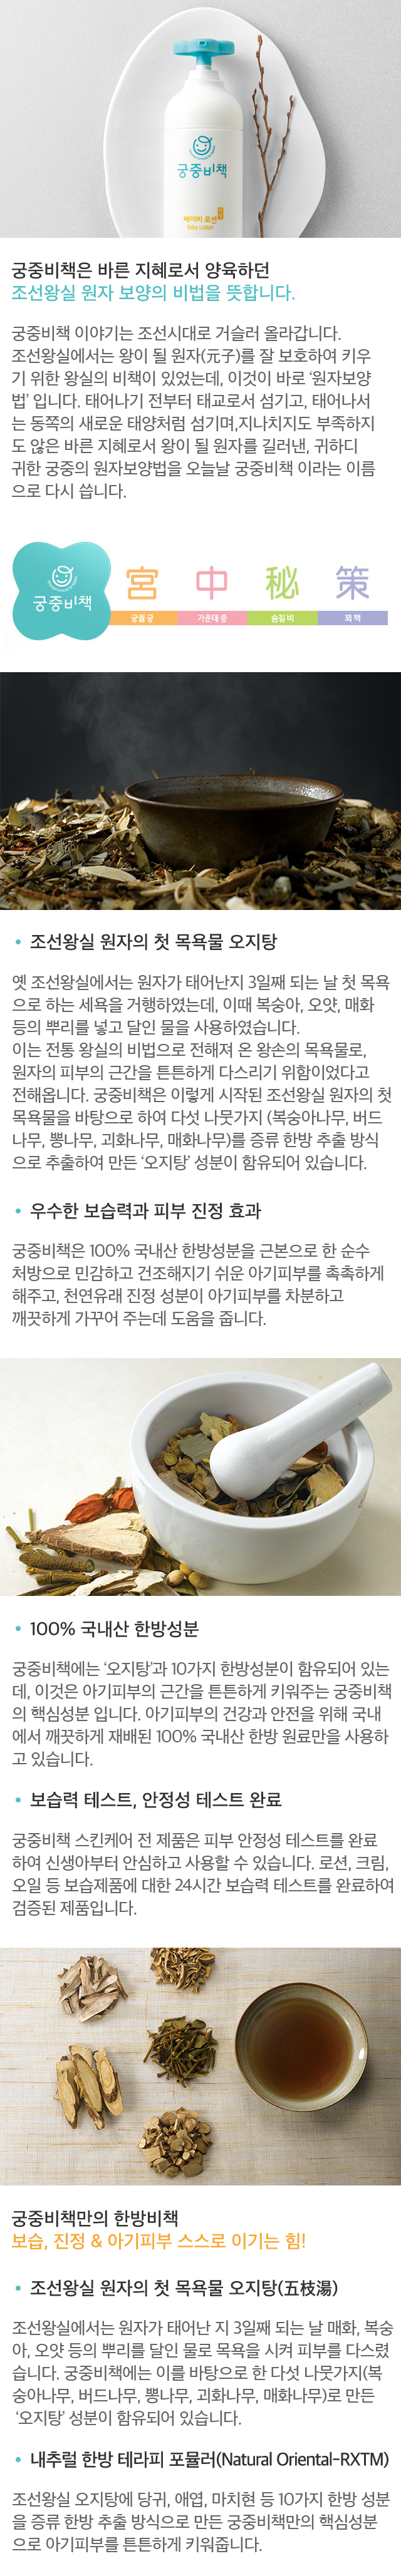 궁중비책
베이비 로션
Baby Lotion
궁중비책은 바른 지혜로서 양육하던
조선왕실 원자 보양의 비법을 뜻합니다.
궁중비책 이야기는 조선시대로 거슬러 올라갑니다.
조선왕실에서는 왕이 될 원자(元子)를 잘 보호하여 키우
기 위한 왕실의 비책이 있었는데, 이것이 바로 ‘원자보양
법’ 입니다. 태어나기 전부터 태교로서 섬기고, 태어나서
는 동쪽의 새로운 태양처럼 섬기며,지나치지도 부족하지
도 않은 바른 지혜로서 왕이 될 원자를 길러낸, 귀하디
귀한 궁중의 원자보양법을 오늘날 궁중비책 이라는 이름
으로 다시 씁니다.
궁중비책
宮 中 秘 策
궁궐 궁 가운데 중 숨길 비 꾀 책
• 조선왕실 원자의 첫 목욕물 오지탕
옛 조선왕실에서는 원자가 태어난지 3일째 되는 날 첫 목욕
으로 하는 세욕을 거행하였는데, 이때 복숭아, 오얏, 매화
등의 뿌리를 넣고 달인 물을 사용하였습니다.
이는 전통 왕실의 비법으로 전해져 온 왕손의 목욕물로,
원자의 피부의 근간을 튼튼하게 다스리기 위함이었다고
전해옵니다. 궁중비책은 이렇게 시작된 조선왕실 원자의 첫
목욕물을 바탕으로 하여 다섯 나뭇가지 (복숭아나무, 버드
나무, 뽕나무, 괴화나무, 매화나무)를 증류 한방 추출 방식
으로 추출하여 만든 ‘오지탕’ 성분이 함유되어 있습니다.
• 우수한 보습력과 피부 진정 효과
궁중비책은 100% 국내산 한방성분을 근본으로 한 순수
처방으로 민감하고 건조해지기 쉬운 아기피부를 촉촉하게
해주고, 천연유래 진정 성분이 아기피부를 차분하고
깨끗하게 가꾸어 주는데 도움을 줍니다.
• 100% 국내산 한방성분
궁중비책에는 ‘오지탕’과 10가지 한방성분이 함유되어 있는
데, 이것은 아기피부의 근간을 튼튼하게 키워주는 궁중비책
의 핵심성분 입니다. 아기피부의 건강과 안전을 위해 국내
에서 깨끗하게 재배된 100% 국내산 한방 원료만을 사용하
고 있습니다.
• 보습력 테스트, 안정성 테스트 완료
궁중비책 스킨케어 전 제품은 피부 안정성 테스트를 완료
하여 신생아부터 안심하고 사용할 수 있습니다. 로션, 크림,
오일 등 보습제품에 대한 24시간 보습력 테스트를 완료하여
검증된 제품입니다.
궁중비책만의 한방비책
보습, 진정 & 아기피부 스스로 이기는 힘!
• 조선왕실 원자의 첫 목욕물 오지탕(五枝湯)
조선왕실에서는 원자가 태어난 지 3일째 되는 날 매화, 복숭
아, 오얏 등의 뿌리를 달인 물로 목욕을 시켜 피부를 다스렸
습니다. 궁중비책에는 이를 바탕으로 한 다섯 나뭇가지(복
숭아나무, 버드나무, 뽕나무, 괴화나무, 매화나무)로 만든
‘오지탕’ 성분이 함유되어 있습니다.
• 내추럴 한방 테라피 포뮬러(Natural Oriental-RXTM)
조선왕실 오지탕에 당귀, 애엽, 마치현 등 10가지 한방 성분
을 증류 한방 추출 방식으로 만든 궁중비책만의 핵심성분
으로 아기피부를 튼튼하게 키워줍니다.